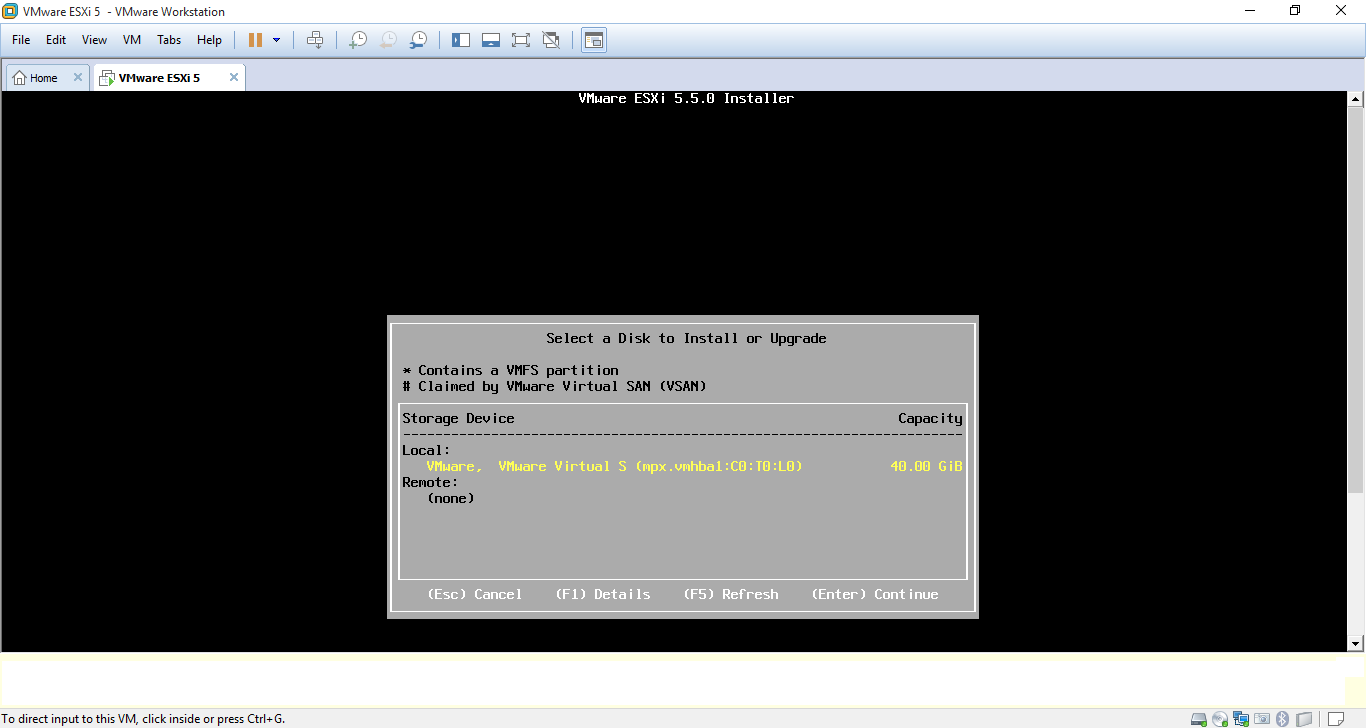 VMware ESXi 5 - VMware Workstation
File Edit View VM Tabs Help
Home VMware ESXi 5
VMware ESXi 5.5.0 Installer
Select a Disk to Install or Upgrade
* Contains a VMFS partition
# Claimed by VMware Virtual SAN (VSAN)
Storage Device Capacity
Local:
VMware, VMware Virtual S (mpx.vmhba1:C0:T0:L0) 40.00 GiB
Remote:
(none)
(Esc) Cancel (F1) Details (F5) Refresh (Enter) Continue
To direct input to this VM, click inside or press Ctrl+G.